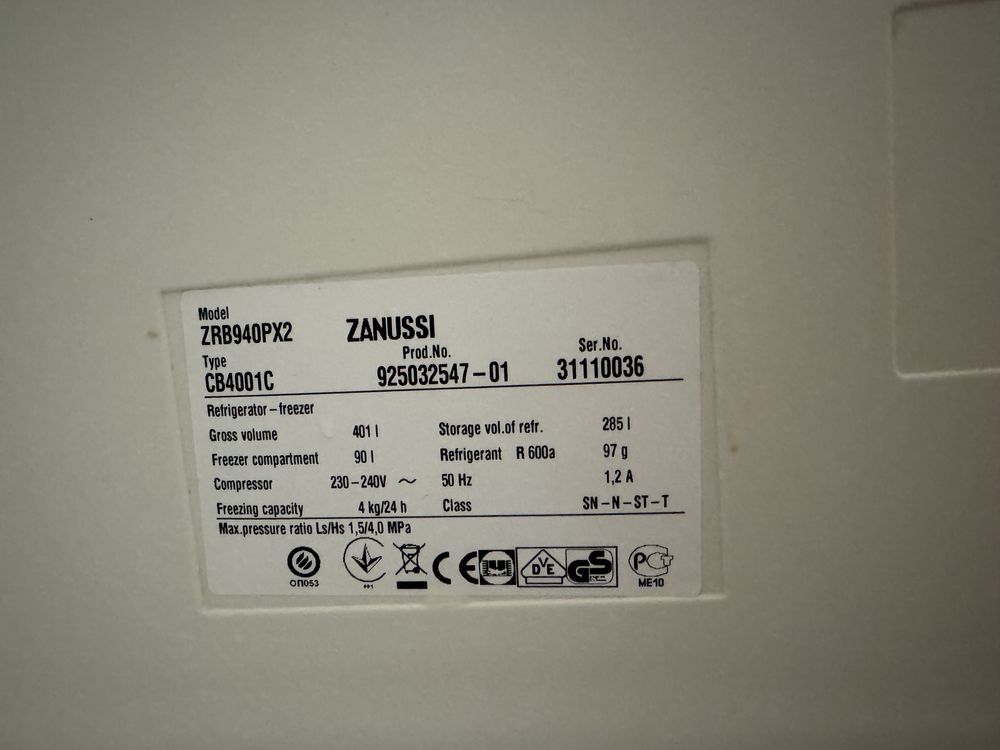 Model
ZRB940PX2 ZANUSSI
Type Prod.No. Ser.No.
CB4001C 925032547-01 31110036
Refrigerator-freezer
Gross volume 401 l Storage vol.of refr. 285 l
Freezer compartment 90 l Refrigerant R 600a 97 g
Compressor 230-240V ~ 50 Hz 1,2 A
Freezing capacity 4 kg/24 h Class SN-N-ST-T
Max.pressure ratio Ls/Hs 1,5/4,0 MPa
CE DVE GS РСТ
ОП053 ME10